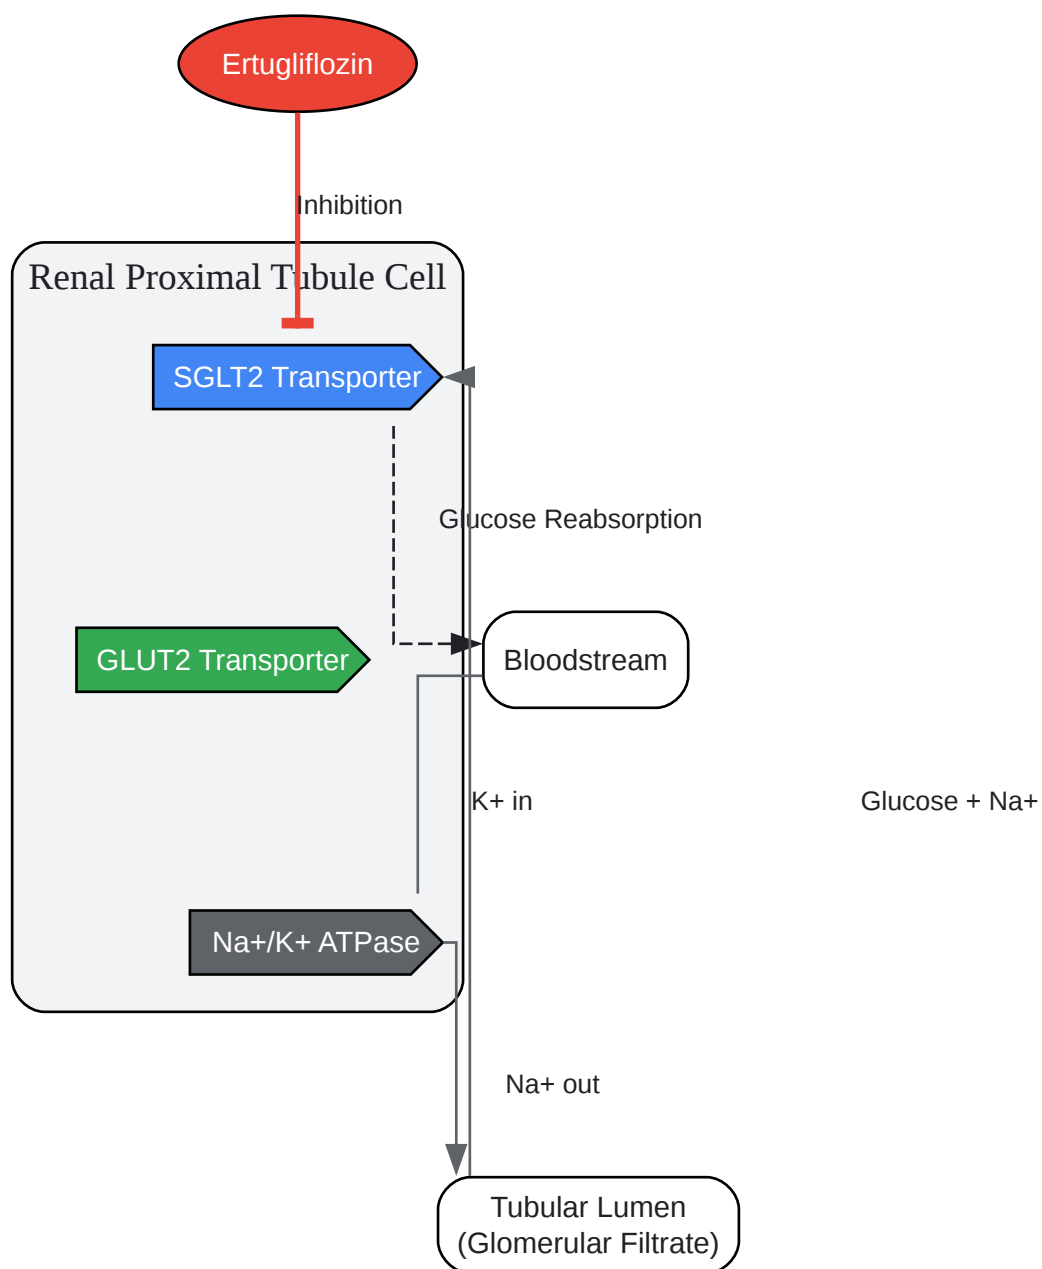 Ertugliflozin
Inhibition
Renal Proximal Tubule Cell
SGLT2 Transporter
Glucose Reabsorption
GLUT2 Transporter
Bloodstream
K+ in
Glucose + Na+
Na+/K+ ATPase
Na+ out
Tubular Lumen
(Glomerular Filtrate)